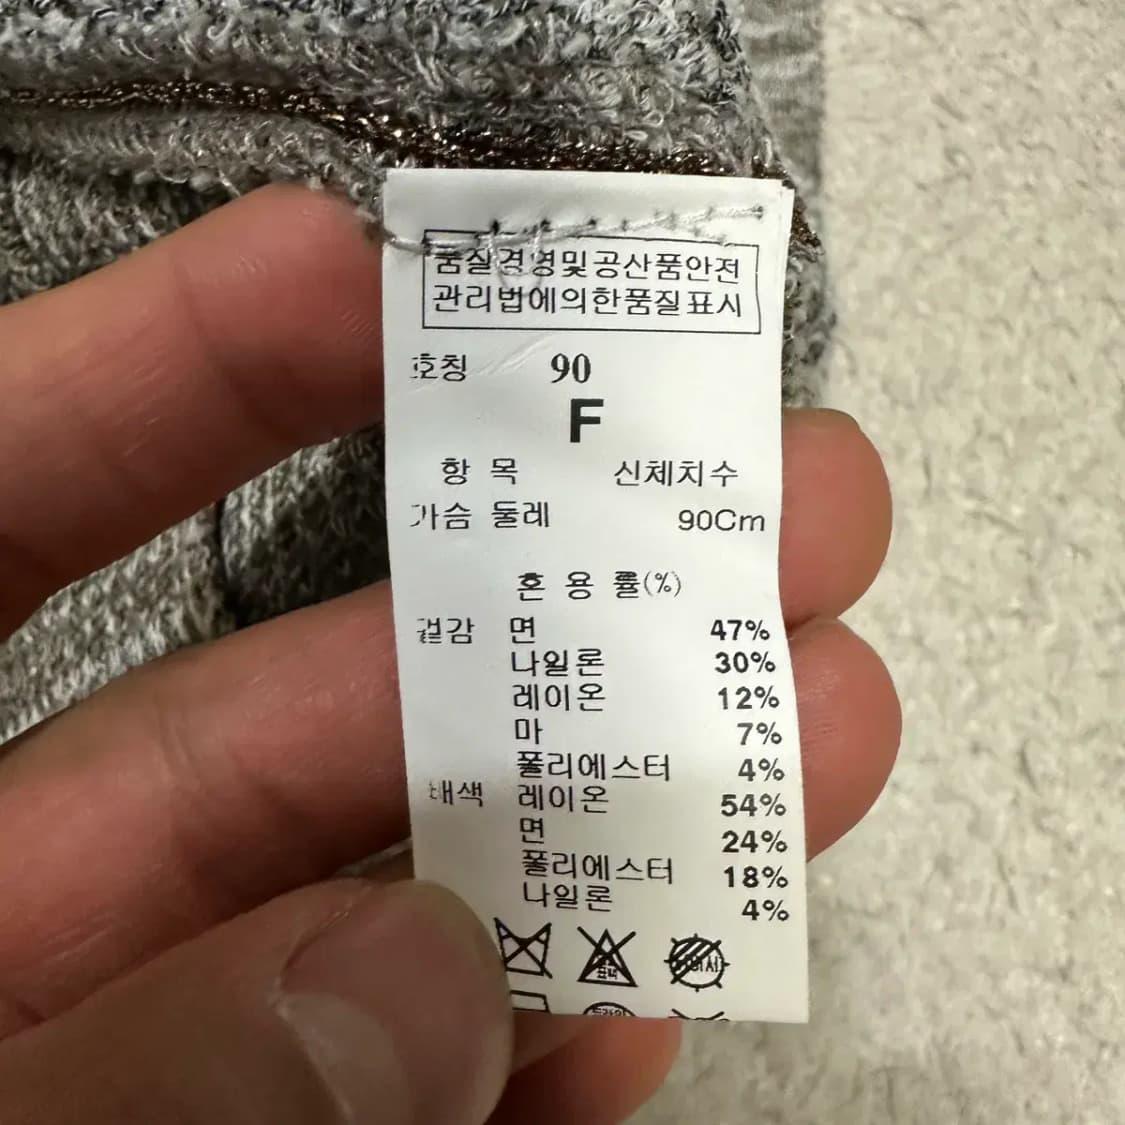 품질경영및공산품안전
관리법에의한품질표시
호칭 90
F
항 목 신체치수
가슴 둘레 90Cm
혼 용 률(%)
겉감 면 47%
나일론 30%
레이온 12%
마 7%
폴리에스터 4%
배색 레이온 54%
면 24%
폴리에스터 18%
나일론 4%
표백